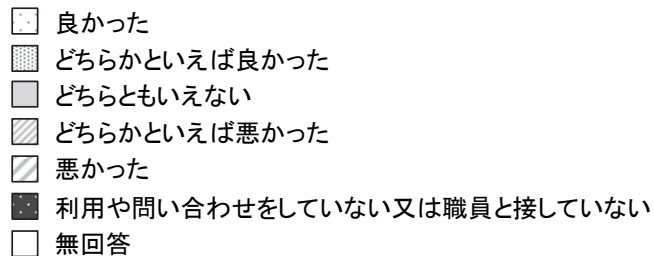 良かった
どちらかといえば良かった
どちらともいえない
どちらかといえば悪かった
悪かった
利用や問い合わせをしていない又は職員と接していない
無回答